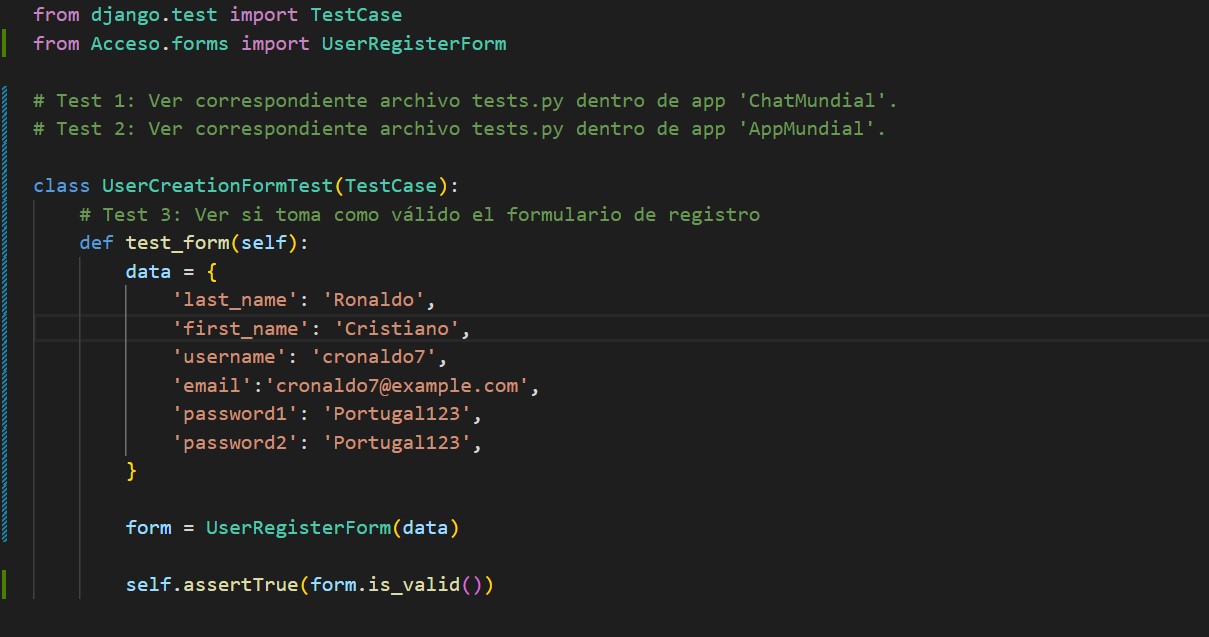 from django.test import TestCase
from Acceso.forms import UserRegisterForm
# Test 1: Ver correspondiente archivo tests.py dentro de app 'ChatMundial'.
# Test 2: Ver correspondiente archivo tests.py dentro de app 'AppMundial'.
class UserCreationFormTest(TestCase):
# Test 3: Ver si toma como válido el formulario de registro
def test_form(self):
data = {
'last_name': 'Ronaldo',
'first_name': 'Cristiano',
'username': 'cronaldo7',
'email':'cronaldo7@example.com',
'password1': 'Portugal123',
'password2': 'Portugal123',
}
form = UserRegisterForm(data)
self.assertTrue(form.is_valid())